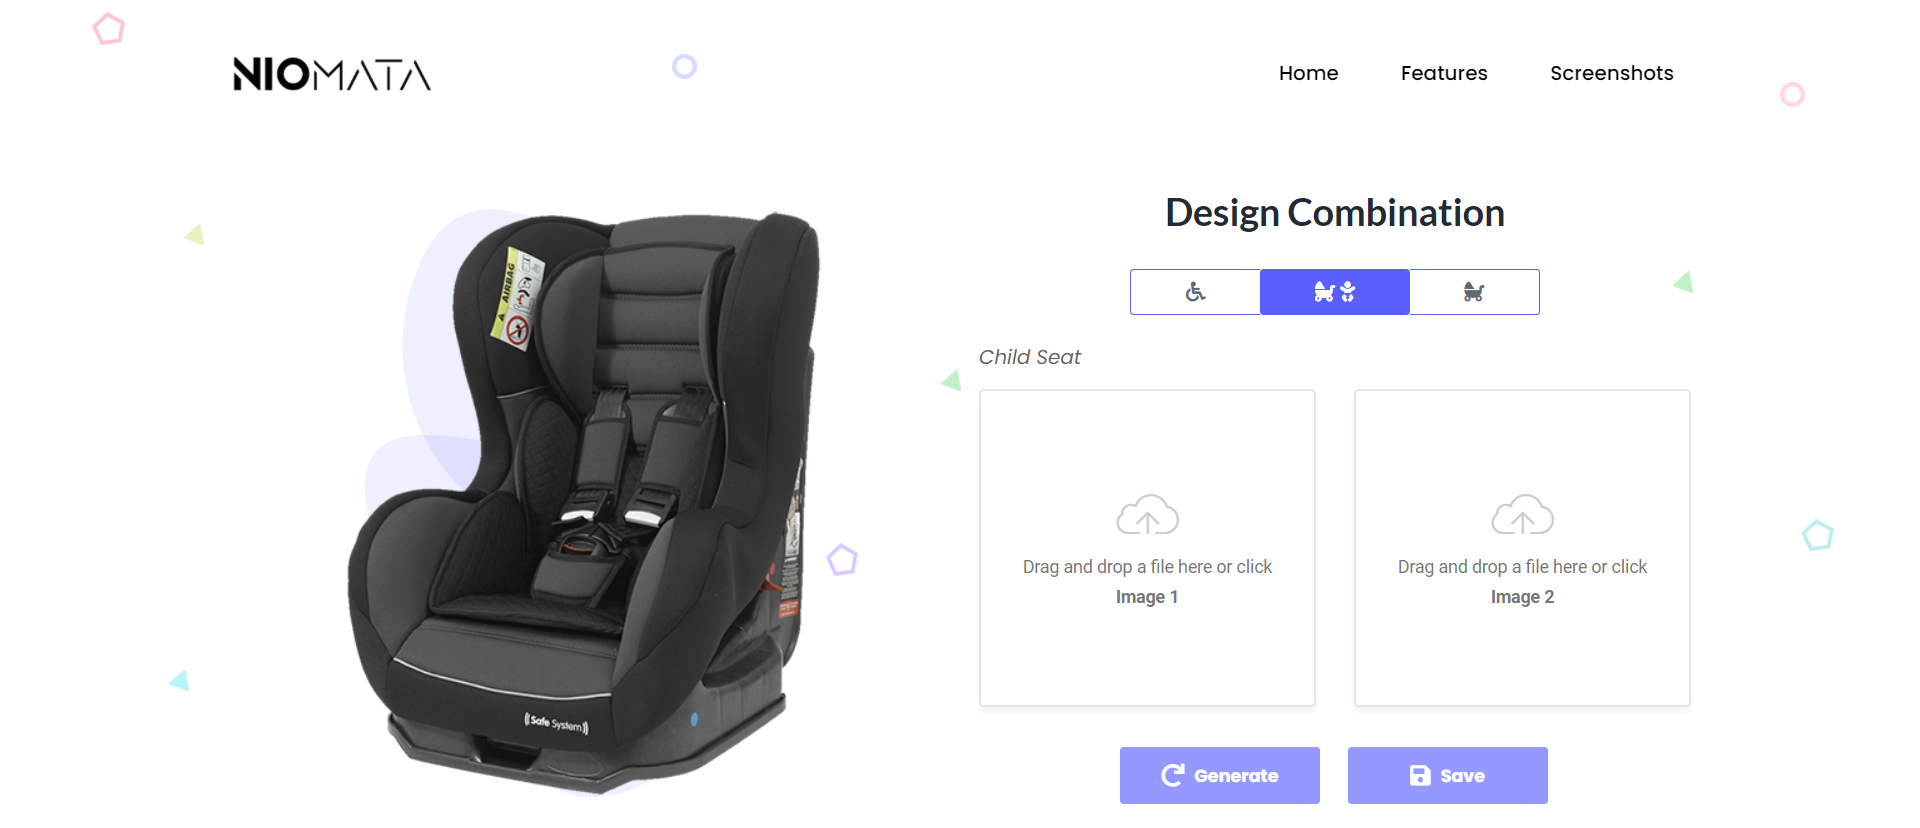 NIOMATA
Home
Features
Screenshots
Design Combination
Child Seat
Drag and drop a file here or click
Image 1
Drag and drop a file here or click
Image 2
Generate
Save
AIRBAG
Safe System